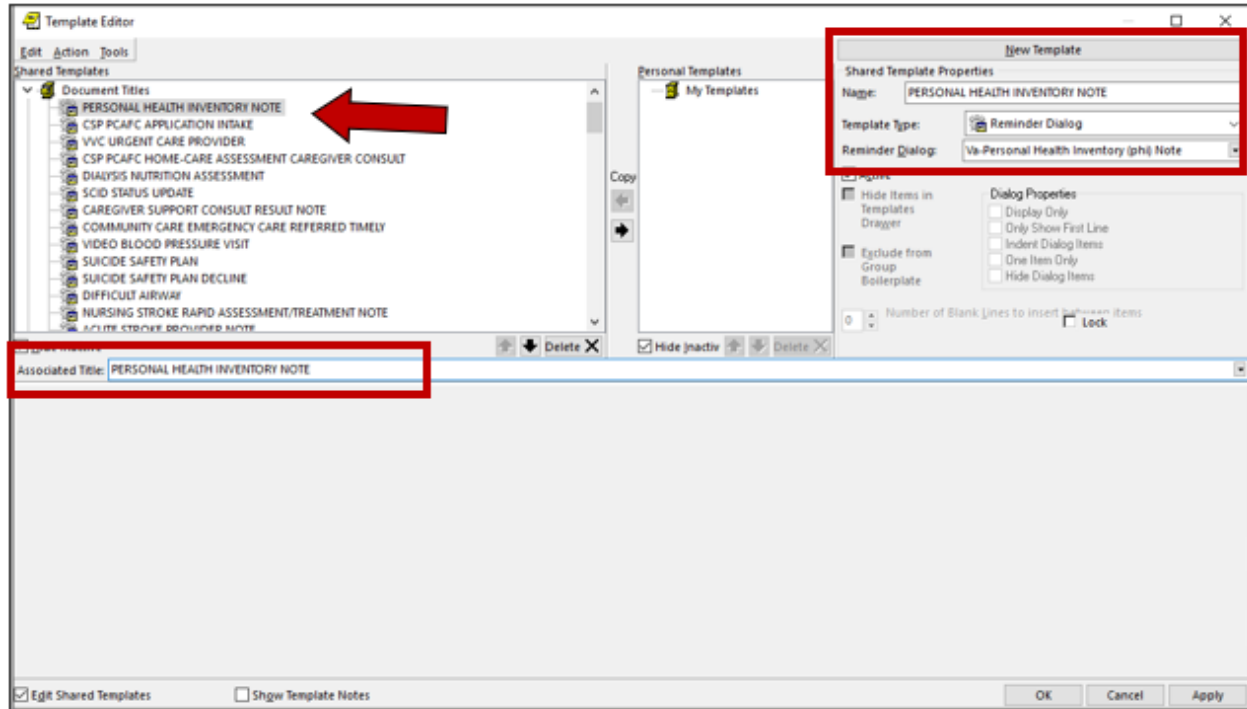 Template Editor
Edit Action Tools
Shared Templates
Document Titles
PERSONAL HEALTH INVENTORY NOTE
CSP PCAFC APPLICATION INTAKE
VVC URGENT CARE PROVIDER
CSP PCAFC HOME-CARE ASSESSMENT CAREGIVER CONSULT
DIALYSIS NUTRITION ASSESSMENT
SCID STATUS UPDATE
CAREGIVER SUPPORT CONSULT RESULT NOTE
COMMUNITY CARE EMERGENCY CARE REFERRED TIMELY
VIDEO BLOOD PRESSURE VISIT
SUICIDE SAFETY PLAN
SUICIDE SAFETY PLAN DECLINE
DIFFICULT AIRWAY
NURSING STROKE RAPID ASSESSMENT/TREATMENT NOTE
ACUTE STROKE PROVIDER NOTE
Delete
Copy
Personal Templates
My Templates
Hide Inactiv Delete
New Template
Shared Template Properties
Name: PERSONAL HEALTH INVENTORY NOTE
Template Type: Reminder Dialog
Reminder Dialog: Va-Personal Health Inventory (phi) Note
Active
Hide Items in
Templates
Drawer
Exclude from
Group
Boilerplate
Dialog Properties
Display Only
Only Show First Line
Indent Dialog Items
One Item Only
Hide Dialog Items
0 Number of Blank Lines to insert between items
Lock
Associated Title: PERSONAL HEALTH INVENTORY NOTE
Edit Shared Templates Show Template Notes OK Cancel Apply